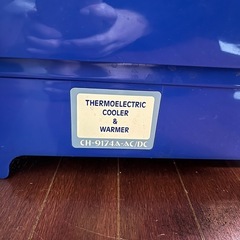 THERMOELECTRIC
COOLER
&
WARMER
CH-9174A-AC/DC